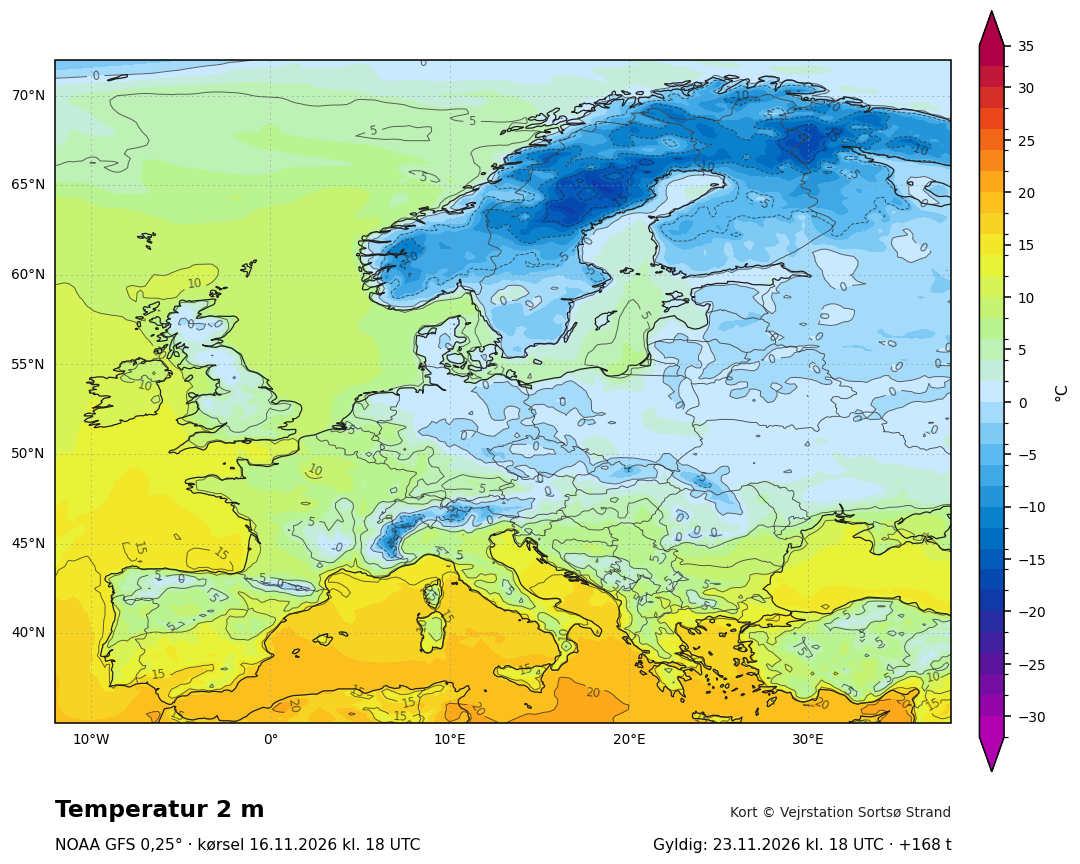 35
30
25
20
15
10
5
0
−5
−10
−15
−20
−25
−30
°C
70°N
65°N
60°N
55°N
50°N
45°N
40°N
10°W 0° 10°E 20°E 30°E
Temperatur 2 m
Kort © Vejrstation Sortsø Strand
NOAA GFS 0,25° · kørsel 16.11.2026 kl. 18 UTC
Gyldig: 23.11.2026 kl. 18 UTC · +168 t